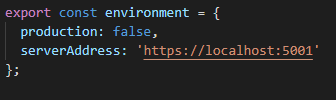 export const environment = {
  production: false,
  serverAddress: 'https://localhost:5001'
};